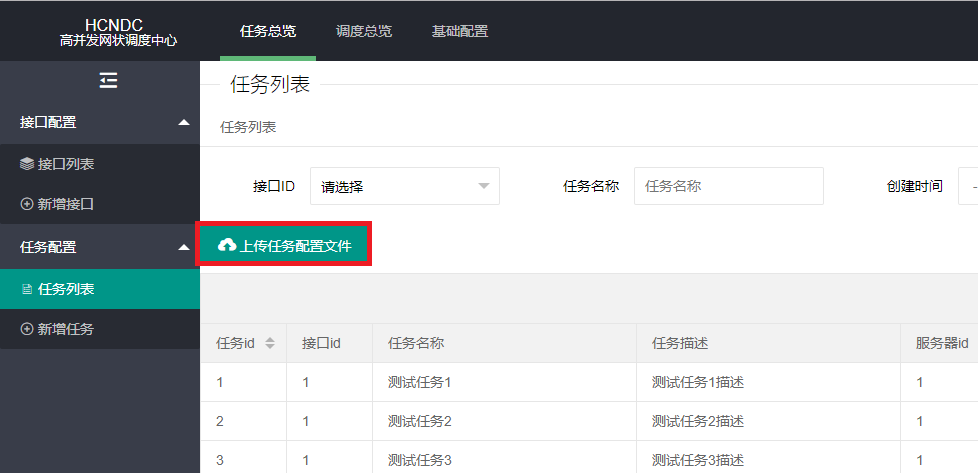 HCNDC
高并发网状调度中心
任务总览 调度总览 基础配置
接口配置
接口列表
新增接口
任务配置
任务列表
新增任务
任务列表
任务列表
接口ID 请选择 任务名称 任务名称 创建时间 -
上传任务配置文件
任务id 接口id 任务名称 任务描述 服务器id
1 1 测试任务1 测试任务1描述 1
2 1 测试任务2 测试任务2描述 1
3 1 测试任务3 测试任务3描述 1